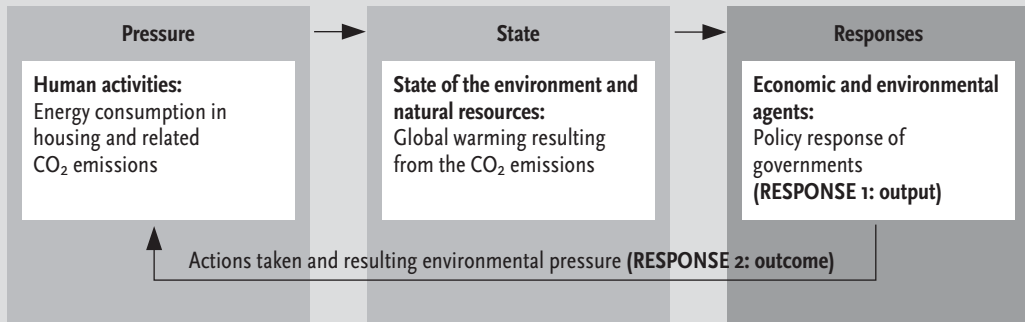 Pressure
State
Responses
Human activities:
Energy consumption in
housing and related
CO₂ emissions
State of the environment and
natural resources:
Global warming resulting
from the CO₂ emissions
Economic and environmental
agents:
Policy response of
governments
(RESPONSE 1: output)
Actions taken and resulting environmental pressure (RESPONSE 2: outcome)